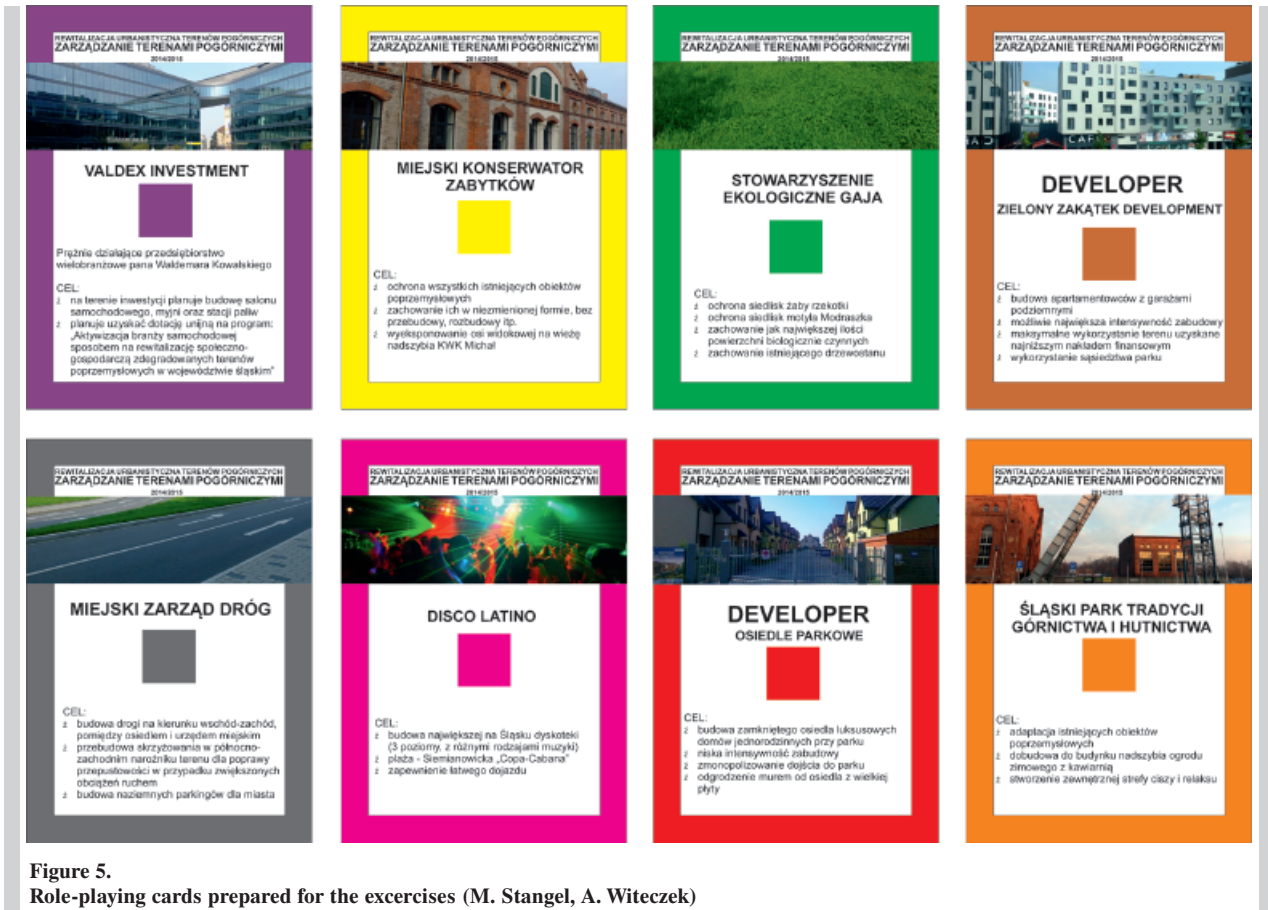 REWITALIZACJA URBANISTYCZNA TERENÓW POGÓRNICZYCH
ZARZĄDZANIE TERENAMI POGÓRNICZYMI
2014/2015
VALDEX INVESTMENT
Prężnie działające przedsiębiorstwo
wielobranżowe pana Waldemara Kowalskiego
CEL:
ż na terenie inwestycji planuje budowę salonu
samochodowego, myjni oraz stacji paliw
ż planuje uzyskać dotację unijną na program:
„Aktywizacja branży samochodowej
sposobem na rewitalizację społeczno-
gospodarczą zdegradowanych terenów
poprzemysłowych w województwie śląskim"
REWITALIZACJA URBANISTYCZNA TERENÓW POGÓRNICZYCH
ZARZĄDZANIE TERENAMI POGÓRNICZYMI
2014/2015
MIEJSKI KONSERWATOR
ZABYTKÓW
CEL:
ż ochrona wszystkich istniejących obiektów
poprzemysłowych
ż zachowanie ich w niezmienionej formie, bez
przebudowy, rozbudowy itp.
ż wyeksponowanie osi widokowej na wieżę
nadszybia KWK Michał
REWITALIZACJA URBANISTYCZNA TERENÓW POGÓRNICZYCH
ZARZĄDZANIE TERENAMI POGÓRNICZYMI
2014/2015
STOWARZYSZENIE
EKOLOGICZNE GAJA
CEL:
ż ochrona siedlisk żaby rzekotki
ż ochrona siedlisk motyla Modraszka
ż zachowanie jak największej ilości
powierzchni biologicznie czynnych
ż zachowanie istniejącego drzewostanu
REWITALIZACJA URBANISTYCZNA TERENÓW POGÓRNICZYCH
ZARZĄDZANIE TERENAMI POGÓRNICZYMI
2014/2015
CAFE
DEVELOPER
ZIELONY ZAKĄTEK DEVELOPMENT
CEL:
ż budowa apartamentowców z garażami
podziemnymi
ż możliwie największa intensywność zabudowy
ż maksymalne wykorzystanie terenu uzyskane
najniższym nakładem finansowym
ż wykorzystanie sąsiedztwa parku
REWITALIZACJA URBANISTYCZNA TERENÓW POGÓRNICZYCH
ZARZĄDZANIE TERENAMI POGÓRNICZYMI
2014/2015
MIEJSKI ZARZĄD DRÓG
CEL:
ż budowa drogi na kierunku wschód-zachód,
pomiędzy osiedlem i urzędem miejskim
ż przebudowa skrzyżowania w północno-
zachodnim narożniku terenu dla poprawy
przepustowości w przypadku zwiększonych
obciążeń ruchem
ż budowa naziemnych parkingów dla miasta
REWITALIZACJA URBANISTYCZNA TERENÓW POGÓRNICZYCH
ZARZĄDZANIE TERENAMI POGÓRNICZYMI
2014/2015
DISCO LATINO
CEL:
ż budowa największej na Śląsku dyskoteki
(3 poziomy, z różnymi rodzajami muzyki)
ż plaża - Siemianowicka „Copa-Cabana"
ż zapewnienie łatwego dojazdu
REWITALIZACJA URBANISTYCZNA TERENÓW POGÓRNICZYCH
ZARZĄDZANIE TERENAMI POGÓRNICZYMI
2014/2015
DEVELOPER
OSIEDLE PARKOWE
CEL:
ż budowa zamkniętego osiedla luksusowych
domów jednorodzinnych przy parku
ż niska intensywność zabudowy
ż zmonopolizowanie dojścia do parku
ż odgrodzenie murem od osiedla z wielkiej
płyty
REWITALIZACJA URBANISTYCZNA TERENÓW POGÓRNICZYCH
ZARZĄDZANIE TERENAMI POGÓRNICZYMI
2014/2015
ŚLĄSKI PARK TRADYCJI
GÓRNICTWA I HUTNICTWA
CEL:
ż adaptacja istniejących obiektów
poprzemysłowych
ż dobudowa do budynku nadszybia ogrodu
zimowego z kawiarnią
ż stworzenie zewnętrznej strefy ciszy i relaksu
Figure 5.
Role-playing cards prepared for the excercises (M. Stangel, A. Witeczek)